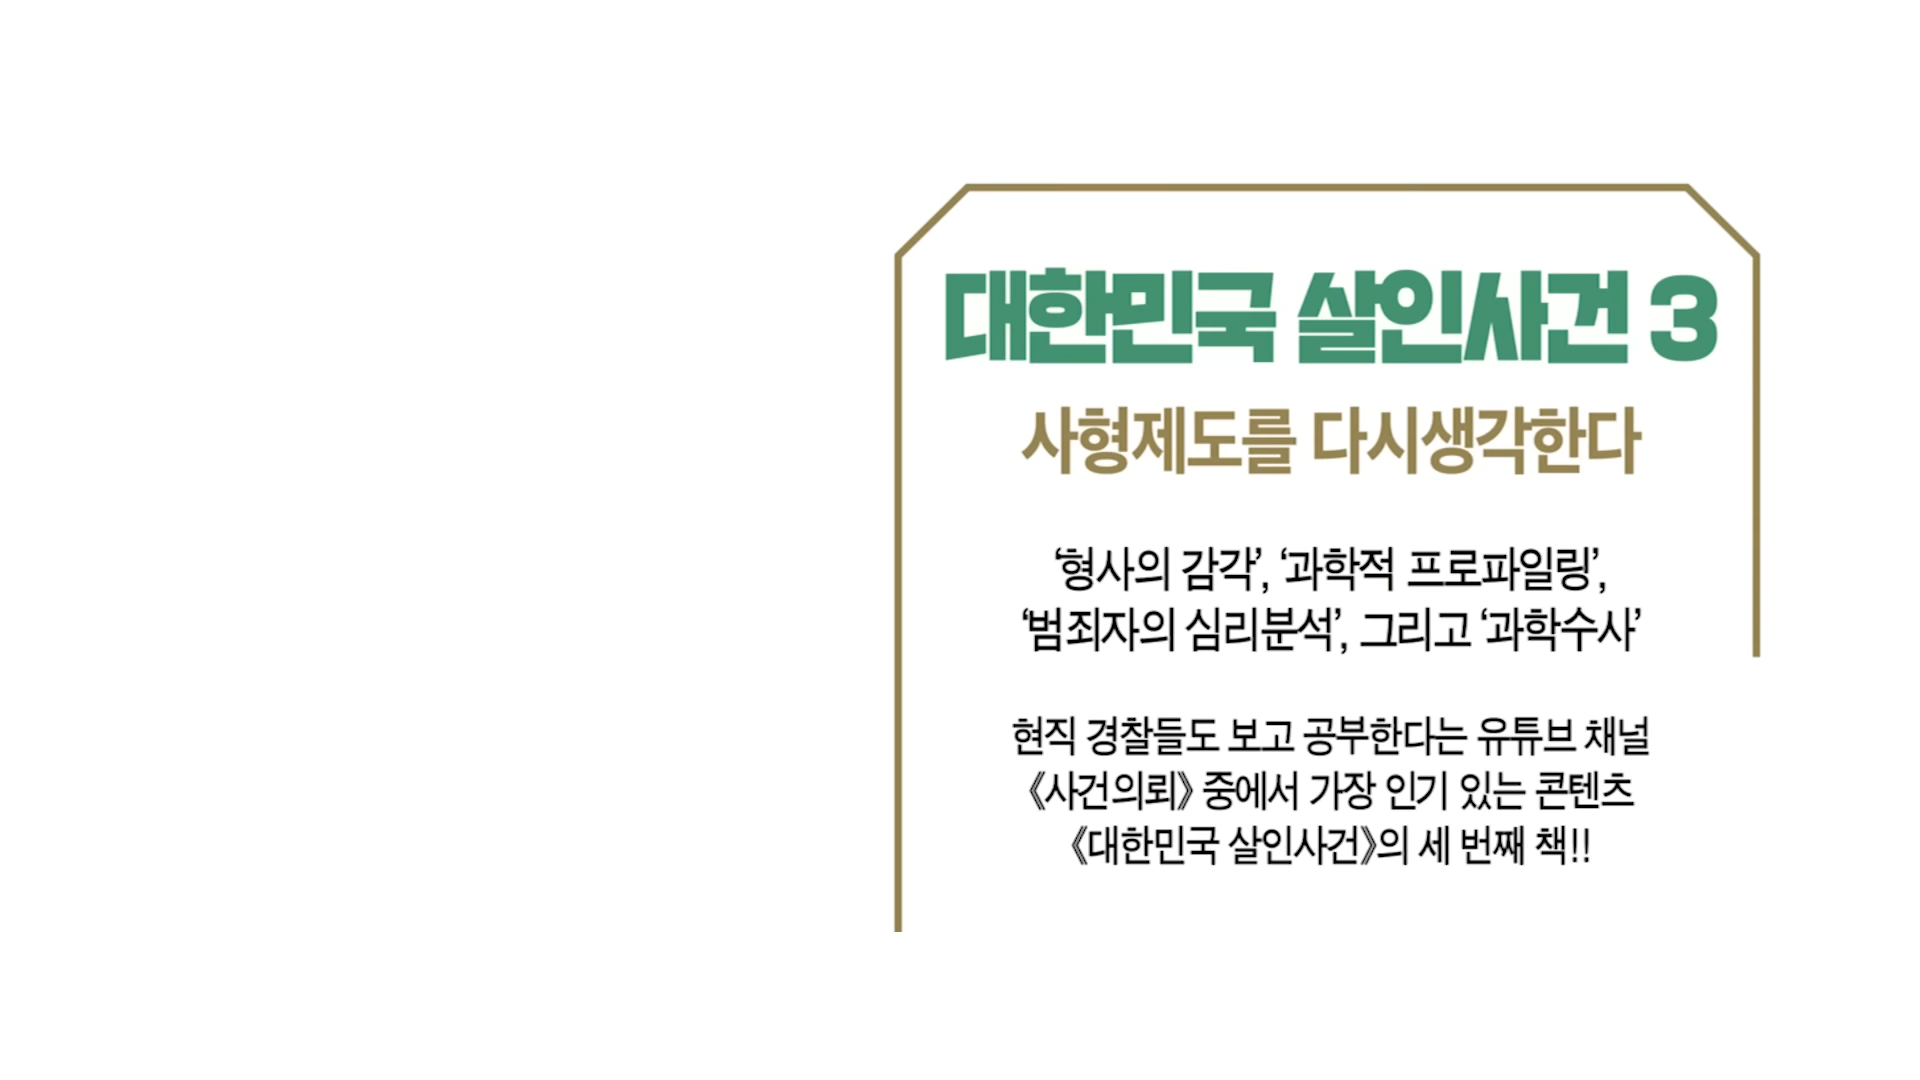 대한민국 살인사건 3
사형제도를 다시생각한다
‘형사의 감각’, ‘과학적 프로파일링’,
‘범죄자의 심리분석’, 그리고 ‘과학수사’
현직 경찰들도 보고 공부한다는 유튜브 채널
《사건의뢰》 중에서 가장 인기 있는 콘텐츠
《대한민국 살인사건》의 세 번째 책!!